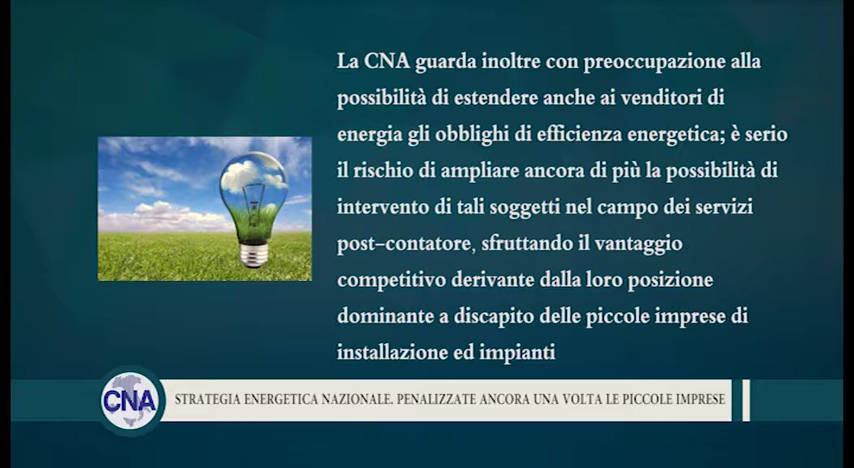 La CNA guarda inoltre con preoccupazione alla
possibilità di estendere anche ai venditori di
energia gli obblighi di efficienza energetica; è serio
il rischio di ampliare ancora di più la possibilità di
intervento di tali soggetti nel campo dei servizi
post-contatore, sfruttando il vantaggio
competitivo derivante dalla loro posizione
dominante a discapito delle piccole imprese di
installazione ed impianti
CNA
STRATEGIA ENERGETICA NAZIONALE. PENALIZZATE ANCORA UNA VOLTA LE PICCOLE IMPRESE